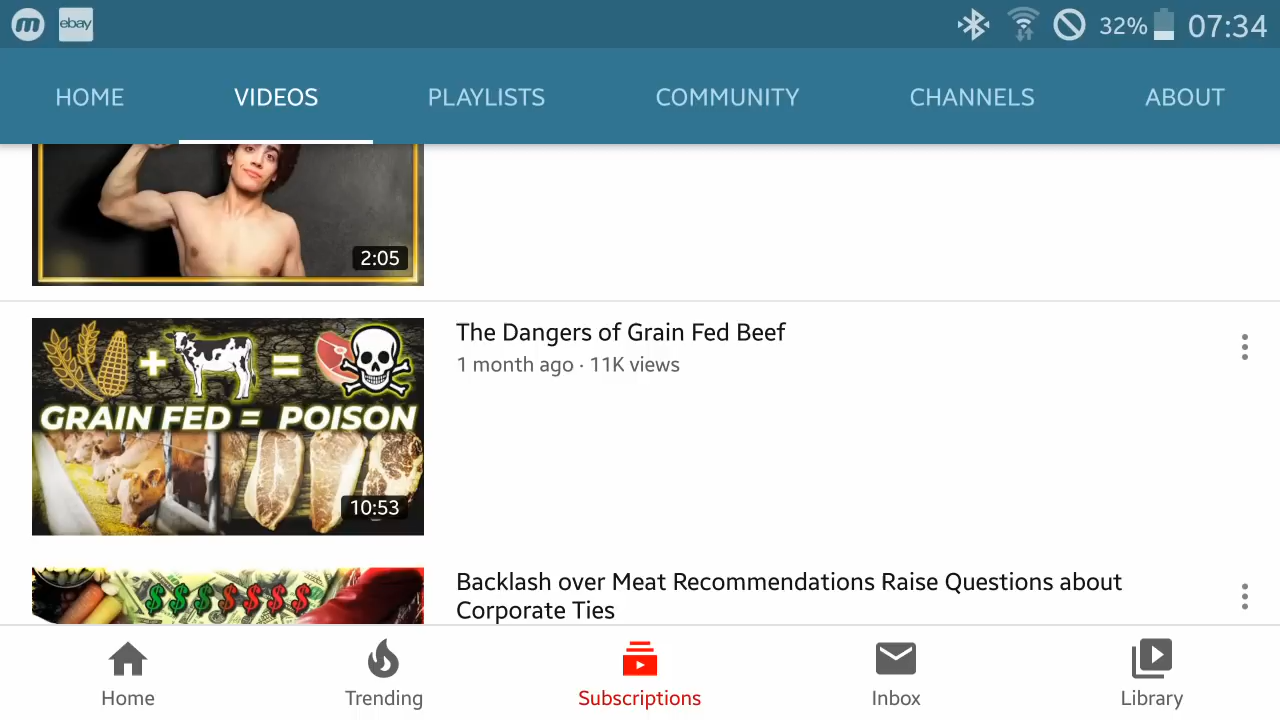 m ebay 32% 07:34
HOME VIDEOS PLAYLISTS COMMUNITY CHANNELS ABOUT
2:05
The Dangers of Grain Fed Beef
1 month ago · 11K views
+ =
GRAIN FED = POISON
10:53
Backlash over Meat Recommendations Raise Questions about
Corporate Ties
$ $ $ $ $ $ $
Home Trending Subscriptions Inbox Library